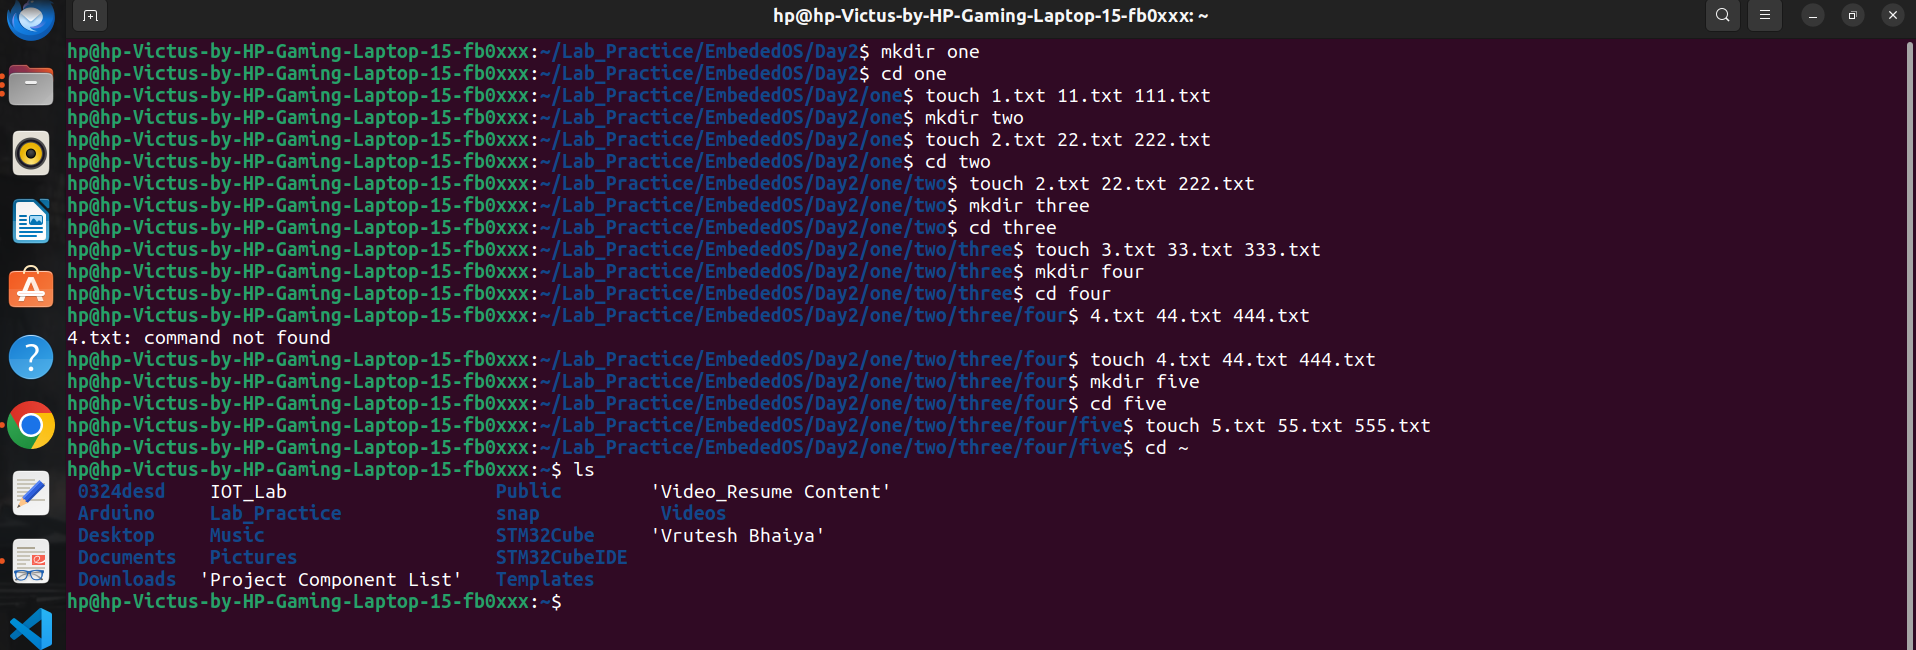 hp@hp-Victus-by-HP-Gaming-Laptop-15-fb0xxx: ~
hp@hp-Victus-by-HP-Gaming-Laptop-15-fb0xxx:~/Lab_Practice/EmbededOS/Day2$ mkdir one
hp@hp-Victus-by-HP-Gaming-Laptop-15-fb0xxx:~/Lab_Practice/EmbededOS/Day2$ cd one
hp@hp-Victus-by-HP-Gaming-Laptop-15-fb0xxx:~/Lab_Practice/EmbededOS/Day2/one$ touch 1.txt 11.txt 111.txt
hp@hp-Victus-by-HP-Gaming-Laptop-15-fb0xxx:~/Lab_Practice/EmbededOS/Day2/one$ mkdir two
hp@hp-Victus-by-HP-Gaming-Laptop-15-fb0xxx:~/Lab_Practice/EmbededOS/Day2/one$ touch 2.txt 22.txt 222.txt
hp@hp-Victus-by-HP-Gaming-Laptop-15-fb0xxx:~/Lab_Practice/EmbededOS/Day2/one$ cd two
hp@hp-Victus-by-HP-Gaming-Laptop-15-fb0xxx:~/Lab_Practice/EmbededOS/Day2/one/two$ touch 2.txt 22.txt 222.txt
hp@hp-Victus-by-HP-Gaming-Laptop-15-fb0xxx:~/Lab_Practice/EmbededOS/Day2/one/two$ mkdir three
hp@hp-Victus-by-HP-Gaming-Laptop-15-fb0xxx:~/Lab_Practice/EmbededOS/Day2/one/two$ cd three
hp@hp-Victus-by-HP-Gaming-Laptop-15-fb0xxx:~/Lab_Practice/EmbededOS/Day2/one/two/three$ touch 3.txt 33.txt 333.txt
hp@hp-Victus-by-HP-Gaming-Laptop-15-fb0xxx:~/Lab_Practice/EmbededOS/Day2/one/two/three$ mkdir four
hp@hp-Victus-by-HP-Gaming-Laptop-15-fb0xxx:~/Lab_Practice/EmbededOS/Day2/one/two/three$ cd four
hp@hp-Victus-by-HP-Gaming-Laptop-15-fb0xxx:~/Lab_Practice/EmbededOS/Day2/one/two/three/four$ 4.txt 44.txt 444.txt
4.txt: command not found
hp@hp-Victus-by-HP-Gaming-Laptop-15-fb0xxx:~/Lab_Practice/EmbededOS/Day2/one/two/three/four$ touch 4.txt 44.txt 444.txt
hp@hp-Victus-by-HP-Gaming-Laptop-15-fb0xxx:~/Lab_Practice/EmbededOS/Day2/one/two/three/four$ mkdir five
hp@hp-Victus-by-HP-Gaming-Laptop-15-fb0xxx:~/Lab_Practice/EmbededOS/Day2/one/two/three/four$ cd five
hp@hp-Victus-by-HP-Gaming-Laptop-15-fb0xxx:~/Lab_Practice/EmbededOS/Day2/one/two/three/four/five$ touch 5.txt 55.txt 555.txt
hp@hp-Victus-by-HP-Gaming-Laptop-15-fb0xxx:~/Lab_Practice/EmbededOS/Day2/one/two/three/four/five$ cd ~
hp@hp-Victus-by-HP-Gaming-Laptop-15-fb0xxx:~$ ls
0324desd IOT_Lab Public 'Video_Resume Content'
Arduino Lab_Practice snap Videos
Desktop Music STM32Cube 'Vrutesh Bhaiya'
Documents Pictures STM32CubeIDE
Downloads 'Project Component List' Templates
hp@hp-Victus-by-HP-Gaming-Laptop-15-fb0xxx:~$